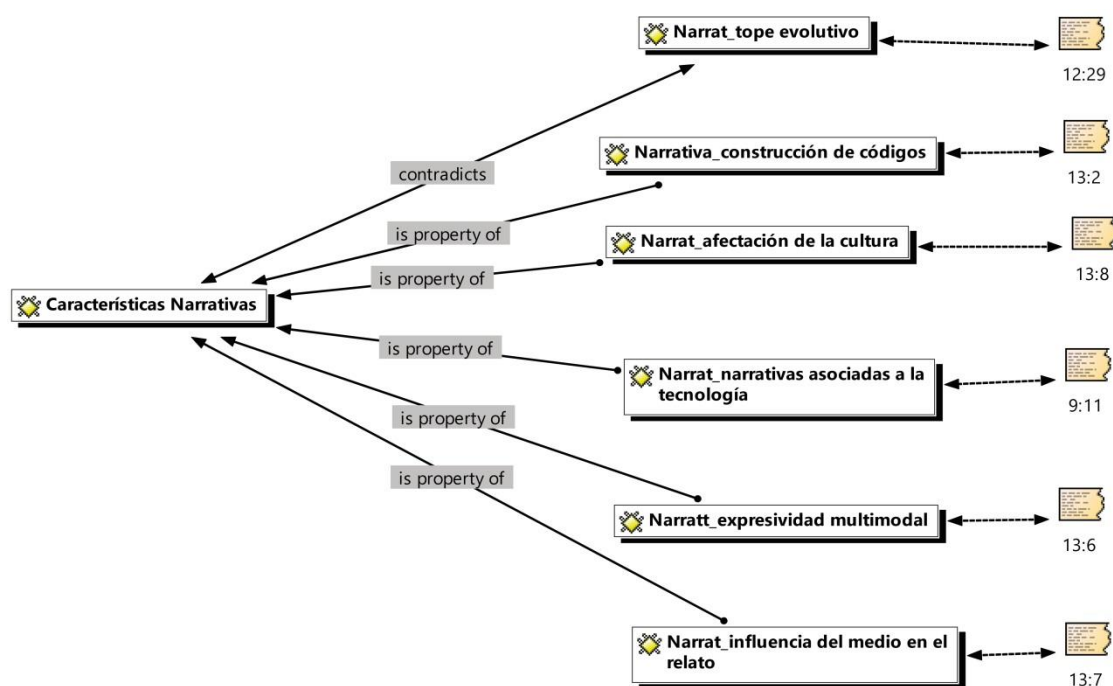 Narrat_tope evolutivo
12:29
contradicts
Narrativa_construcción de códigos
13:2
is property of
Narrat_afectación de la cultura
13:8
is property of
Características Narrativas
is property of
Narrat_narrativas asociadas a la
tecnología
9:11
is property of
is property of
Narratt_expresividad multimodal
13:6
Narrat_influencia del medio en el
relato
13:7